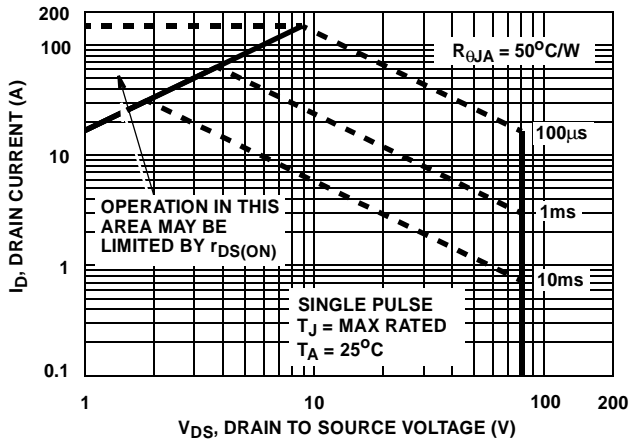 200
100
10
1
0.1
I_D, DRAIN CURRENT (A)
R_θJA = 50°C/W
100μs
1ms
10ms
OPERATION IN THIS
AREA MAY BE
LIMITED BY r_DS(ON)
SINGLE PULSE
T_J = MAX RATED
T_A = 25°C
1
10
100
200
V_DS, DRAIN TO SOURCE VOLTAGE (V)